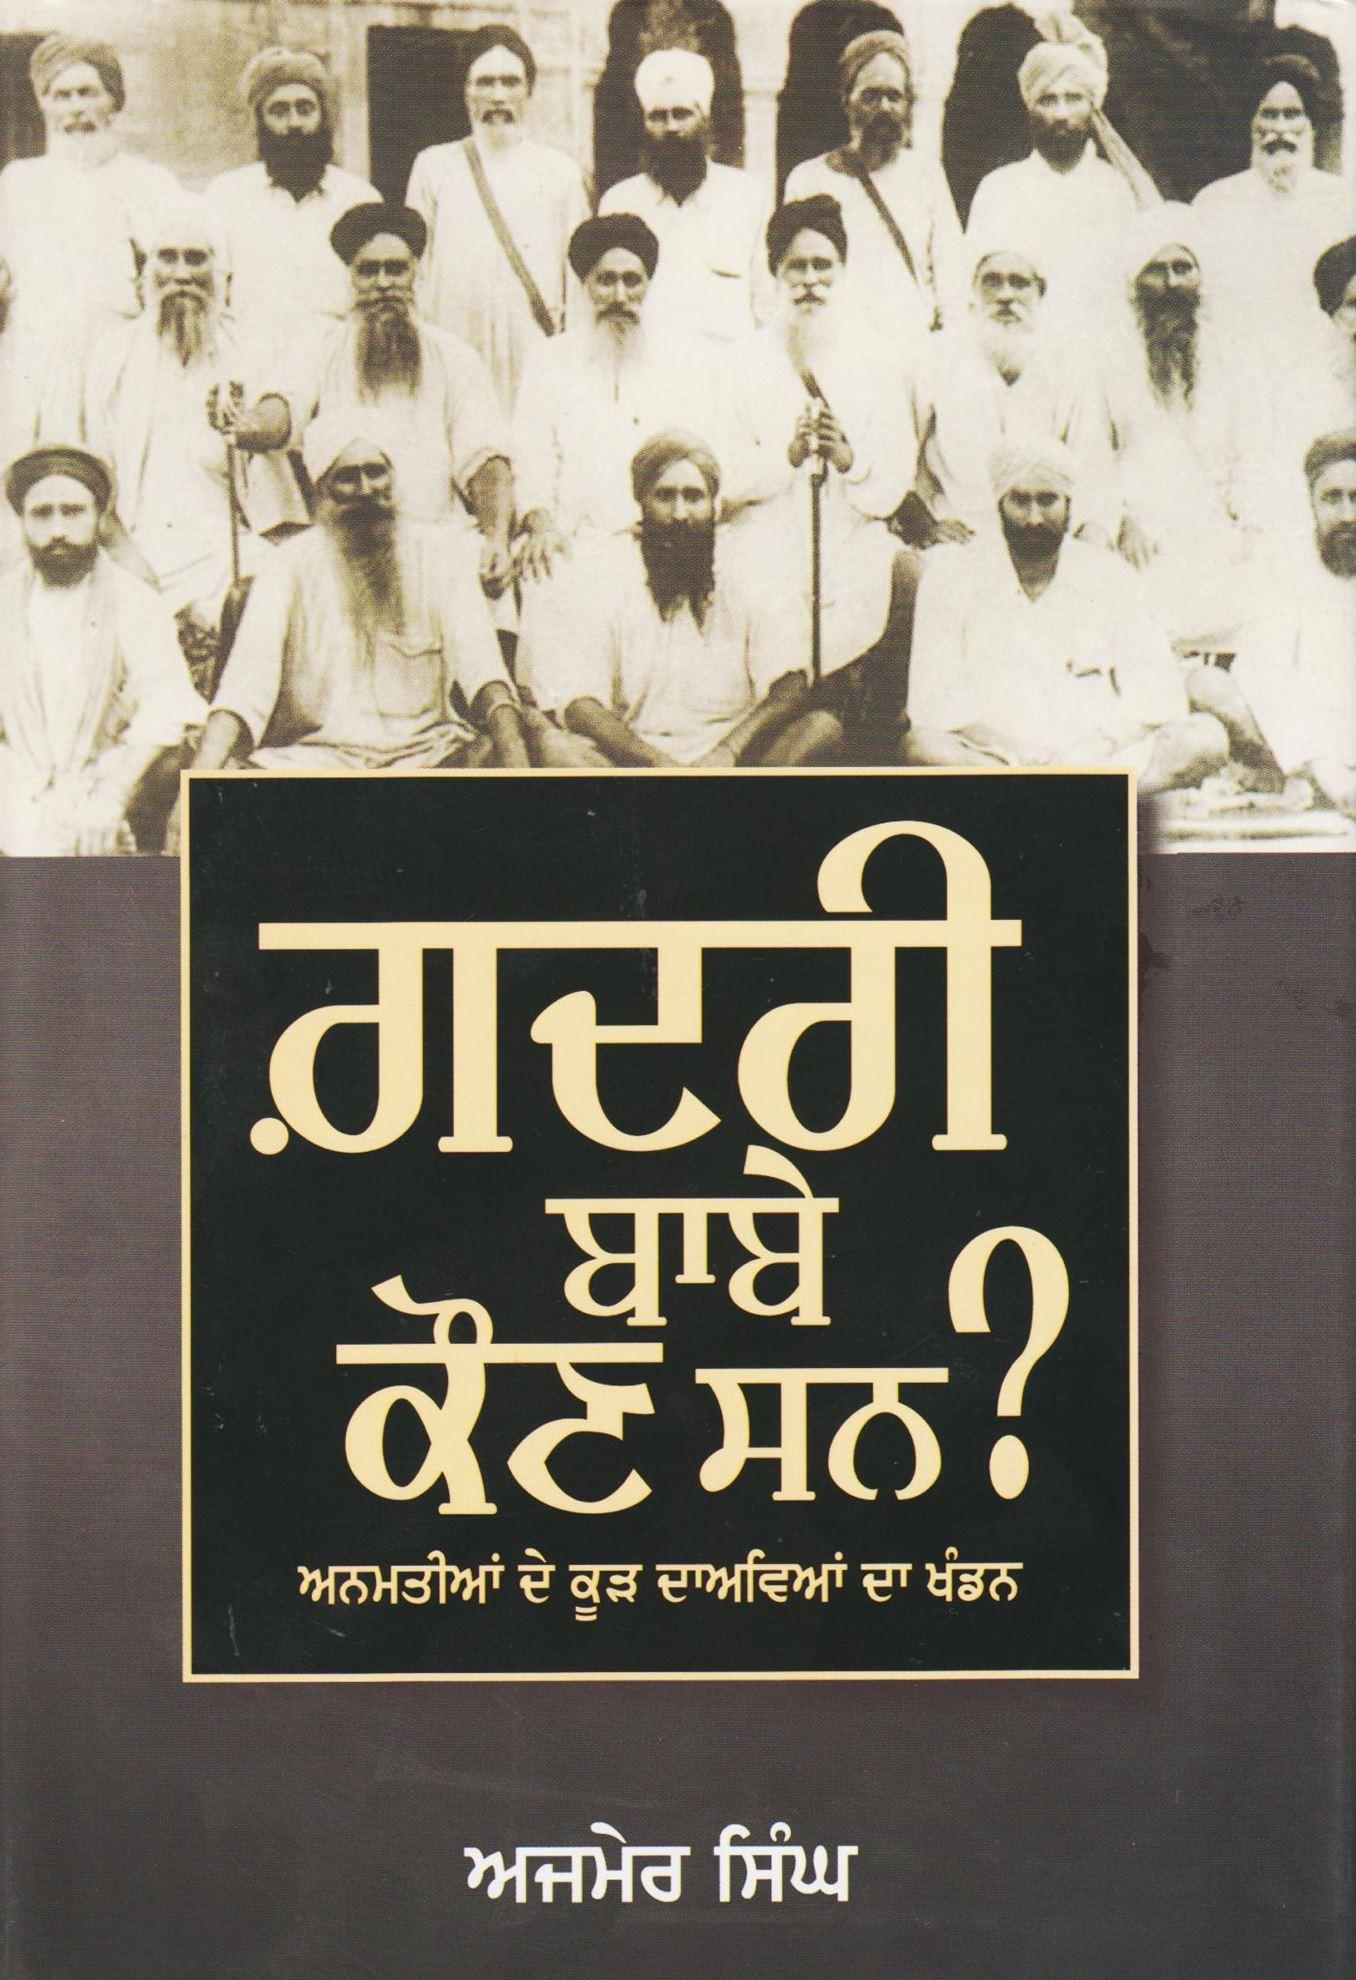 ਗ਼ਦਰੀ
ਬਾਬੇ
ਕੌਣ ਸਨ?
ਅਨਮਤੀਆਂ ਦੇ ਕੂੜ ਦਾਅਵਿਆਂ ਦਾ ਖੰਡਨ
ਅਜਮੇਰ ਸਿੰਘ